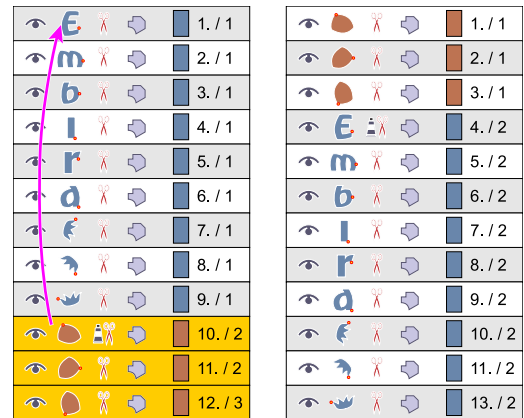 E 1. / 1
m 2. / 1
b 3. / 1
l 4. / 1
r 5. / 1
a 6. / 1
7. / 1
8. / 1
9. / 1
10. / 2
11. / 2
12. / 3
1. / 1
2. / 1
3. / 1
E 4. / 2
m 5. / 2
b 6. / 2
l 7. / 2
r 8. / 2
a 9. / 2
10. / 2
11. / 2
13. / 2